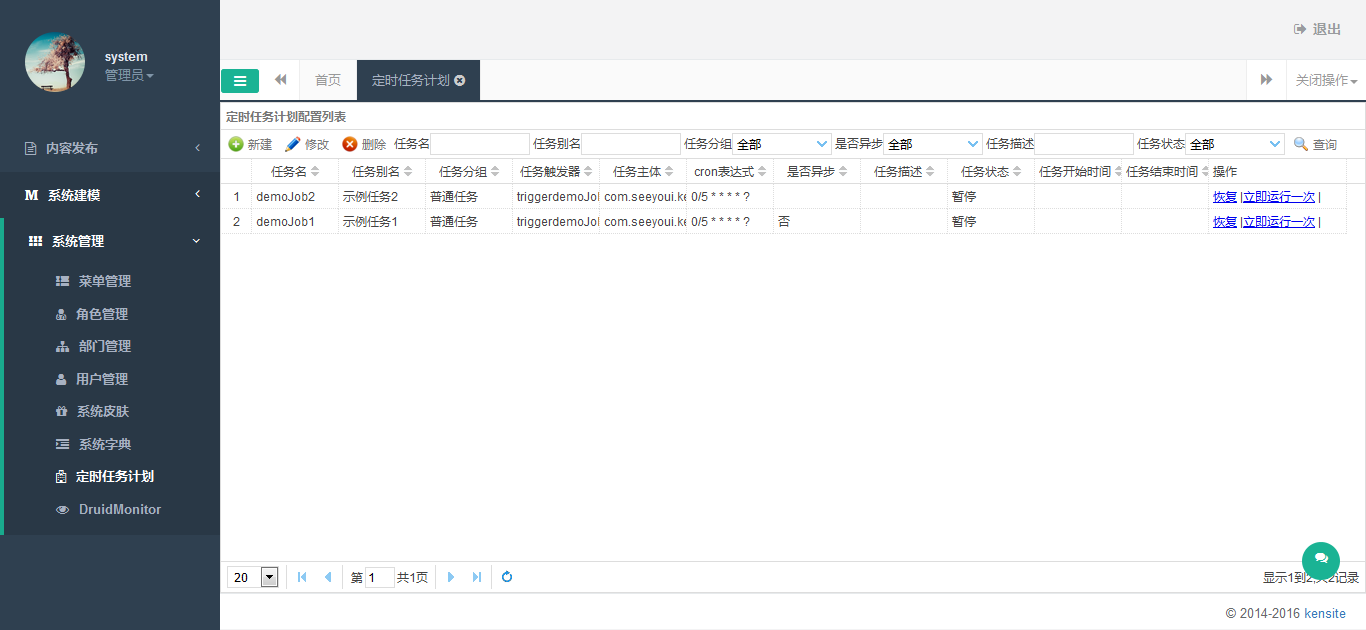 system
管理员
内容发布
M 系统建模
系统管理
菜单管理
角色管理
部门管理
用户管理
系统皮肤
系统字典
定时任务计划
DruidMonitor
退出
首页 定时任务计划 关闭操作
定时任务计划配置列表
新建 修改 删除 任务名 任务别名 任务分组 全部 是否异步 全部 任务描述 任务状态 全部 查询
任务名 任务别名 任务分组 任务触发器 任务主体 cron表达式 是否异步 任务描述 任务状态 任务开始时间 任务结束时间 操作
1 demoJob2 示例任务2 普通任务 triggerdemoJol com.seeyoui.ke 0/5 * * * * ? 暂停 恢复 |立即运行一次 |
2 demoJob1 示例任务1 普通任务 triggerdemoJol com.seeyoui.ke 0/5 * * * * ? 否 暂停 恢复 |立即运行一次 |
20 第 1 共1页 显示1到2,共2记录
© 2014-2016 kensite